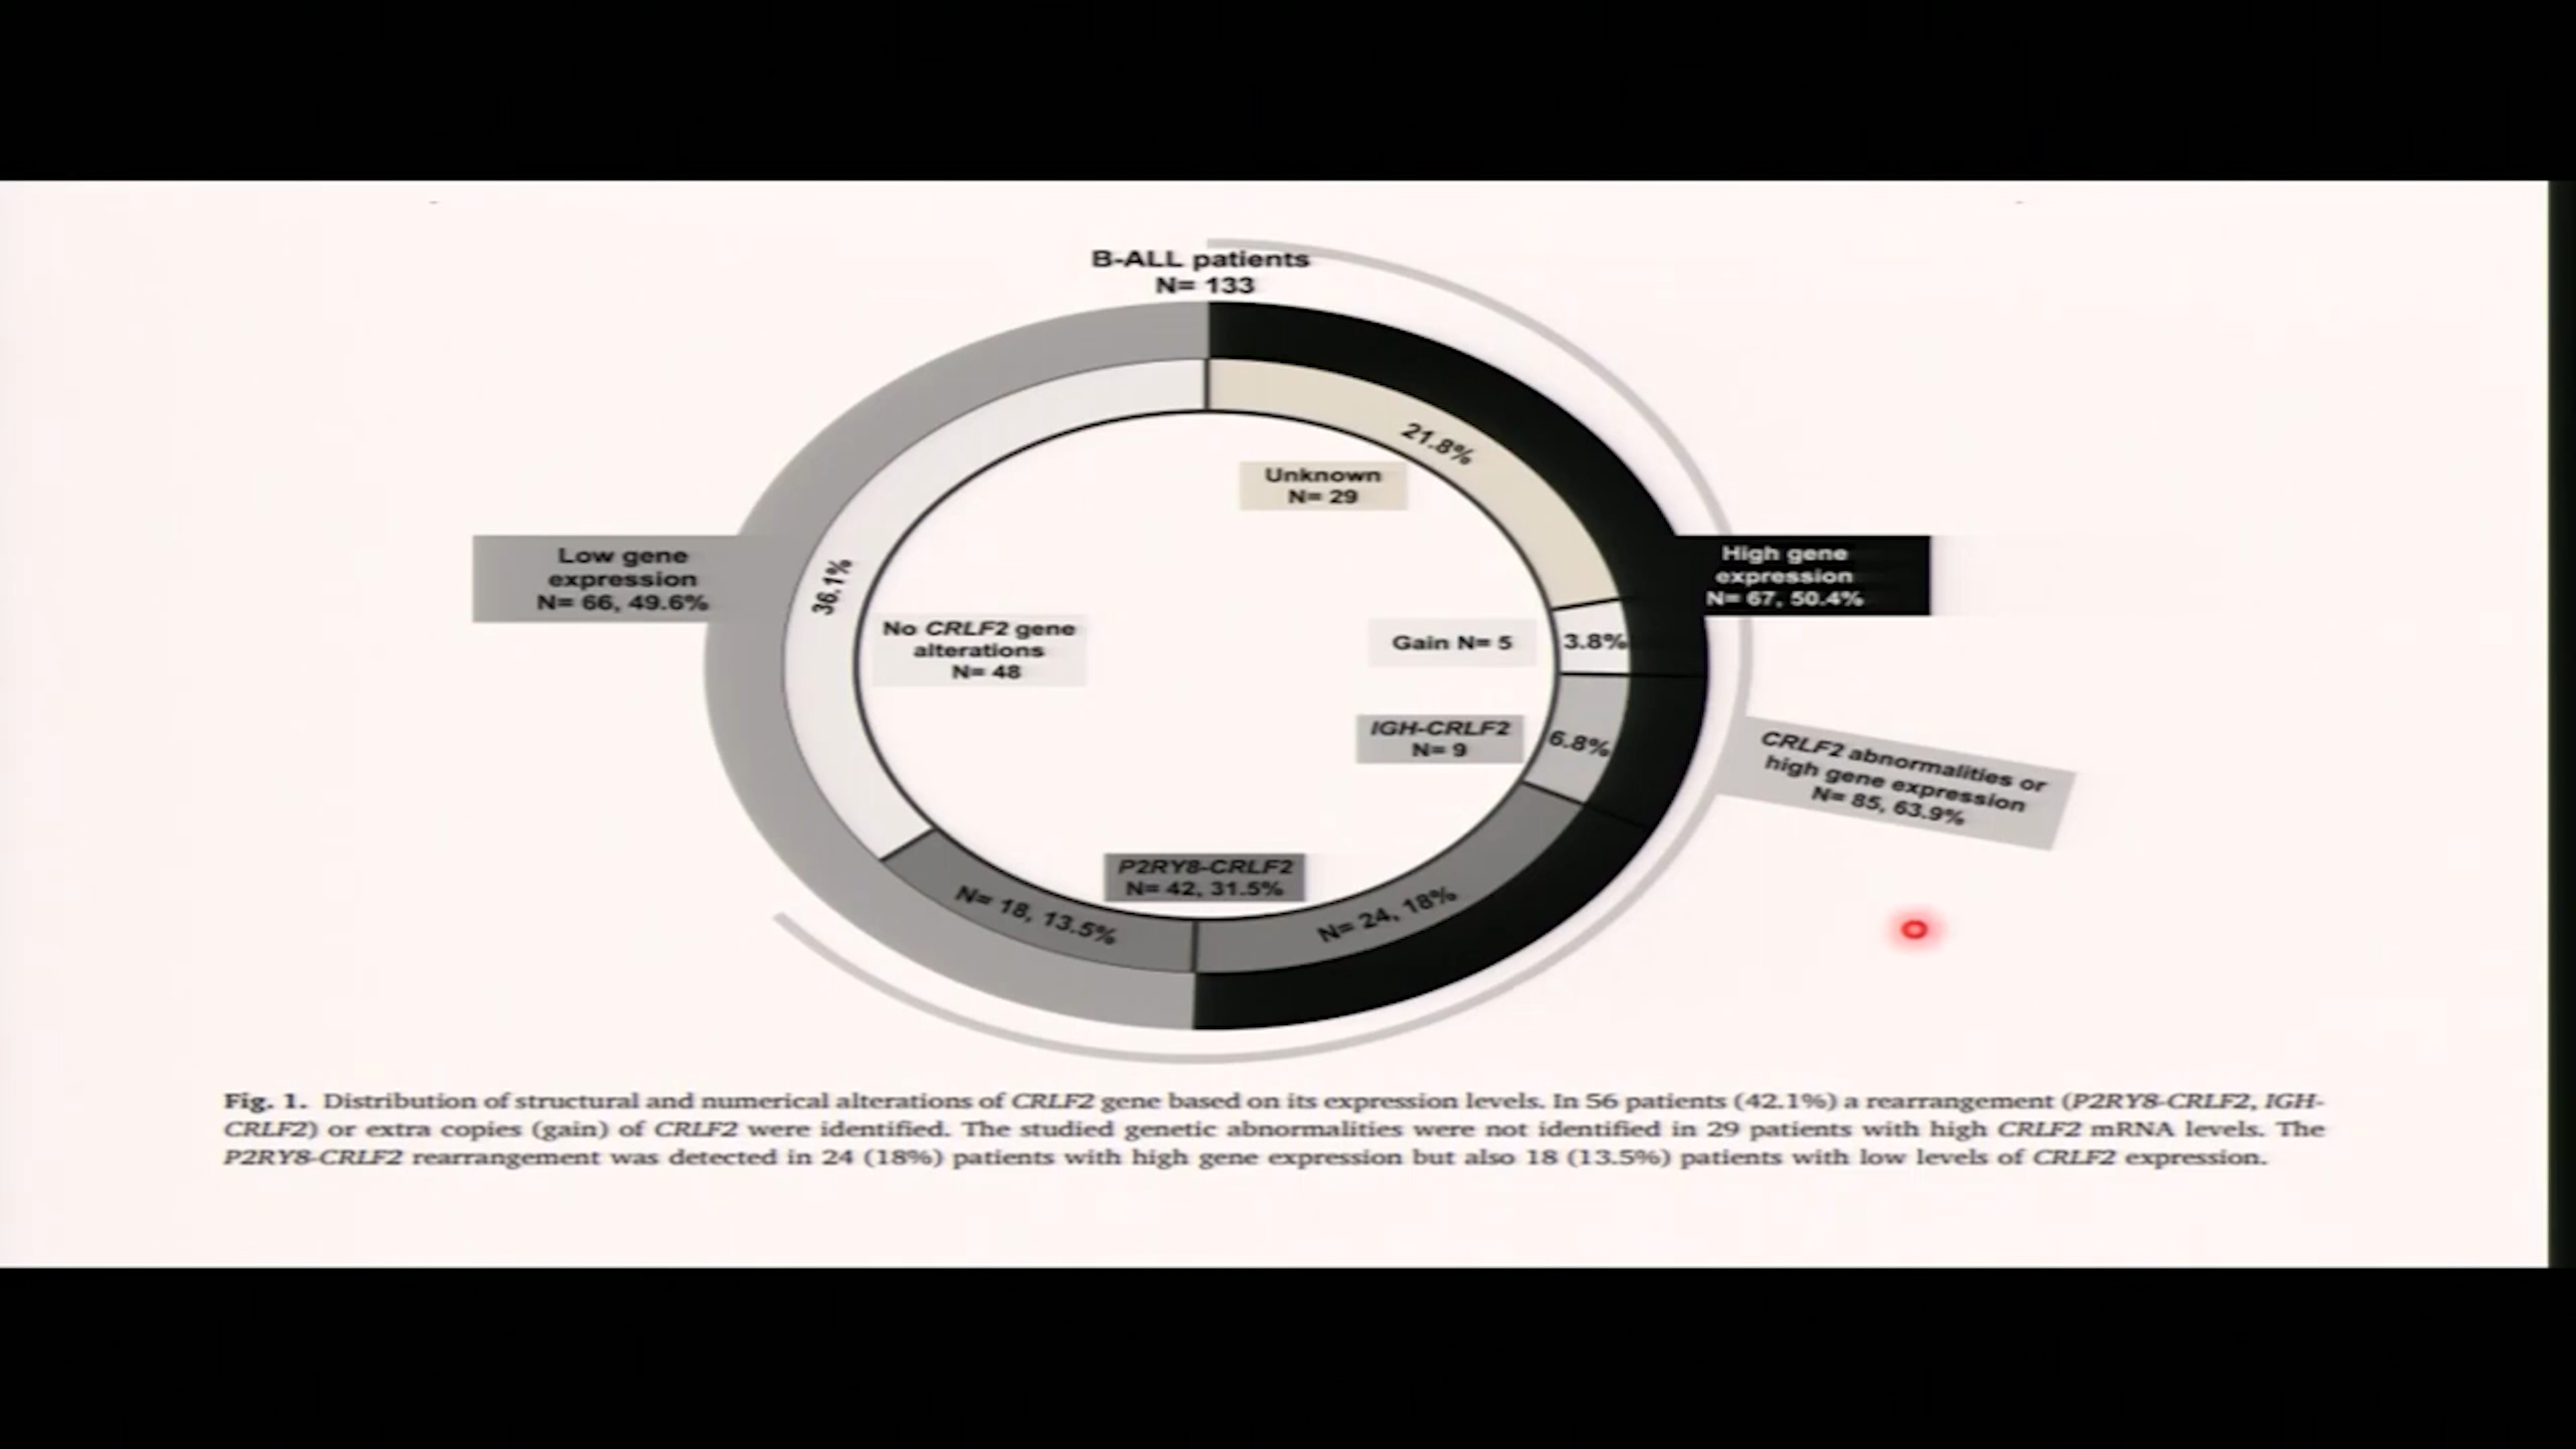 B-ALL patients
N= 133
21.8%
Unknown
N= 29
Low gene
expression
N= 66, 49.6%
High gene
expression
N= 67, 50.4%
36.1%
No CRLF2 gene
alterations
N= 48
Gain N= 5
3.8%
IGH-CRLF2
N= 9
6.8%
CRLF2 abnormalities or
high gene expression
N= 85, 63.9%
P2RY8-CRLF2
N= 42, 31.5%
N= 18, 13.5%
N= 24, 18%
Fig. 1. Distribution of structural and numerical alterations of CRLF2 gene based on its expression levels. In 56 patients (42.1%) a rearrangement (P2RY8-CRLF2, IGH-
CRLF2) or extra copies (gain) of CRLF2 were identified. The studied genetic abnormalities were not identified in 29 patients with high CRLF2 mRNA levels. The
P2RY8-CRLF2 rearrangement was detected in 24 (18%) patients with high gene expression but also 18 (13.5%) patients with low levels of CRLF2 expression.